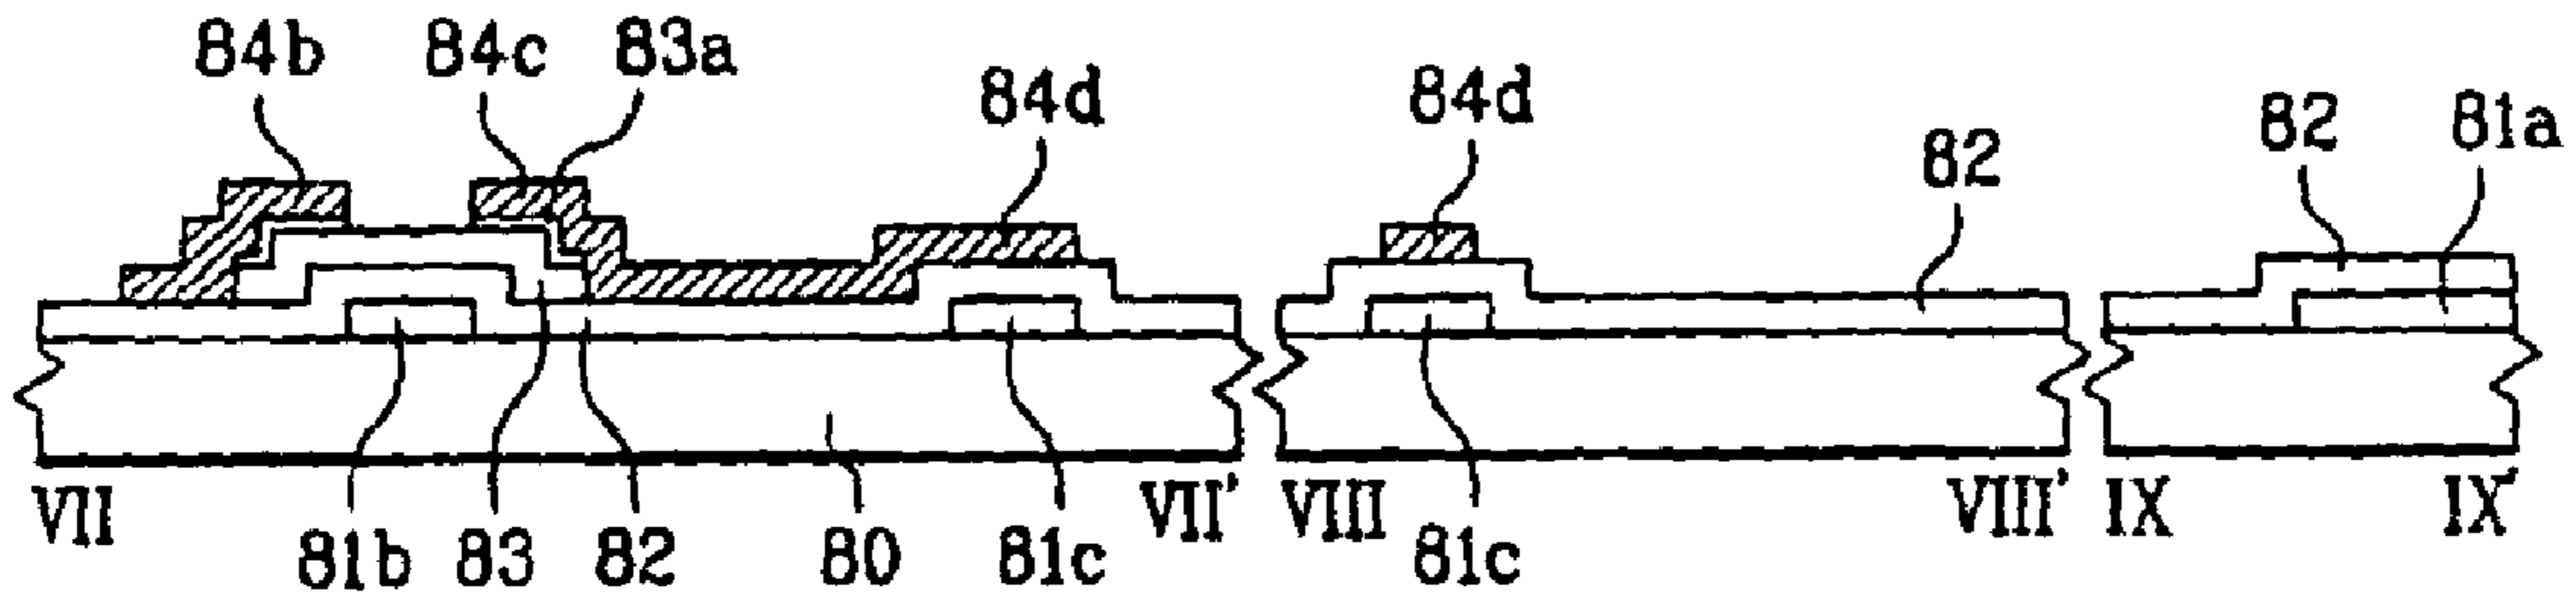 84b 84c 83a 84d 84d 82 82 81a
VII VII' VIII VIII' IX IX'
81b 83 82 80 81c 81c